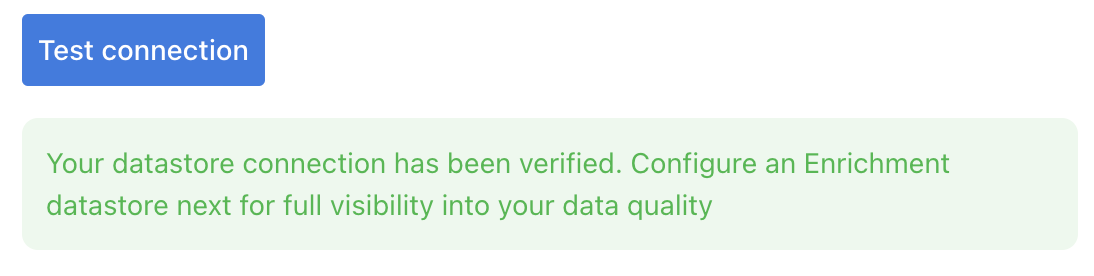 Test connection
Your datastore connection has been verified. Configure an Enrichment
datastore next for full visibility into your data quality